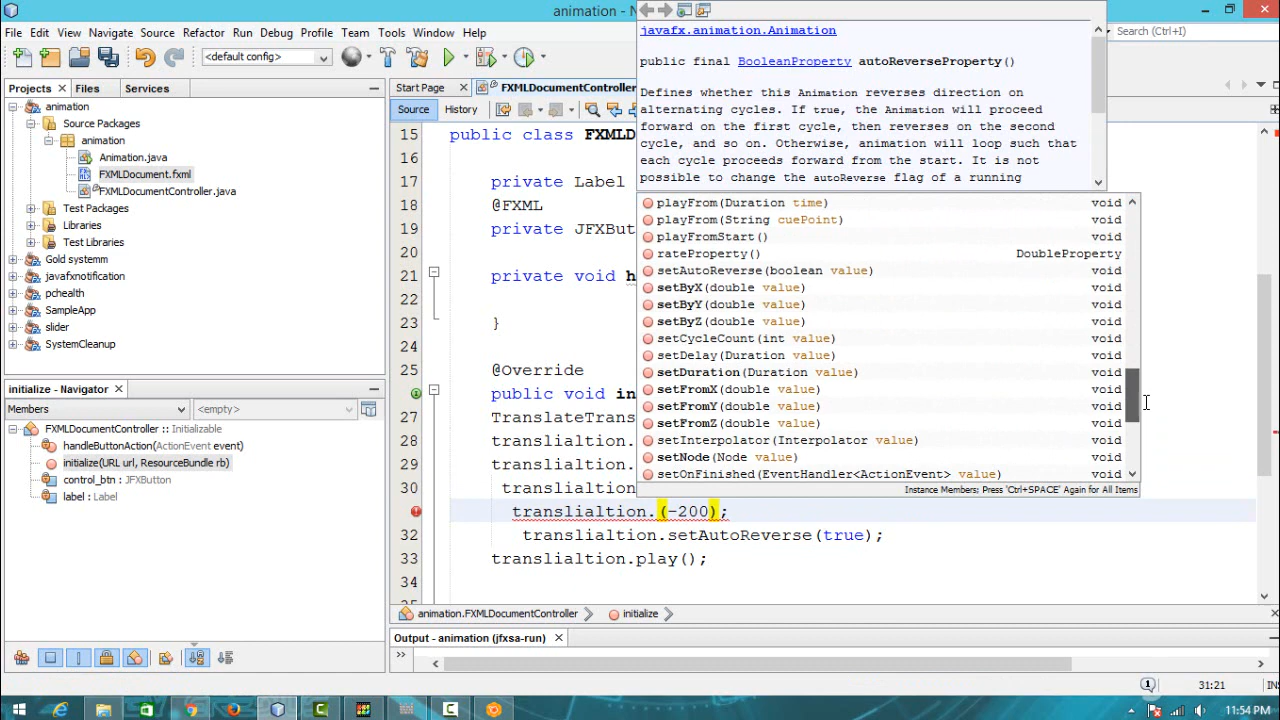 animation - Ne
File Edit View Navigate Source Refactor Run Debug Profile Team Tools Window Help
Search (Ctrl+I)
<default config>
Projects Files Services
animation
Source Packages
animation
Animation.java
FXMLDocument.fxml
FXMLDocumentController.java
Test Packages
Libraries
Test Libraries
Gold systemm
javafxnotification
pchealth
SampleApp
slider
SystemCleanup
initialize - Navigator
Members <empty>
FXMLDocumentController :: Initializable
handleButtonAction(ActionEvent event)
initialize(URL url, ResourceBundle rb)
control_btn : JFXButton
label : Label
Start Page FXMLDocumentController
Source History
15 public class FXMLD
16
17 private Label
18 @FXML
19 private JFXBu
20
21 private void h
22
23 }
24
25 @Override
public void in
27 TranslateTrans
28 translialtion.
29 translialtion.
30 translialtion
translialtion.(-200);
32 translialtion.setAutoReverse(true);
33 translialtion.play();
34
javafx.animation.Animation
public final BooleanProperty autoReverseProperty()
Defines whether this Animation reverses direction on
alternating cycles. If true, the Animation will proceed
forward on the first cycle, then reverses on the second
cycle, and so on. Otherwise, animation will loop such that
each cycle proceeds forward from the start. It is not
possible to change the autoReverse flag of a running
playFrom(Duration time) void
playFrom(String cuePoint) void
playFromStart() void
rateProperty() DoubleProperty
setAutoReverse(boolean value) void
setByX(double value) void
setByY(double value) void
setByZ(double value) void
setCycleCount(int value) void
setDelay(Duration value) void
setDuration(Duration value) void
setFromX(double value) void
setFromY(double value) void
setFromZ(double value) void
setInterpolator(Interpolator value) void
setNode(Node value) void
setOnFinished(EventHandler<ActionEvent> value) void
Instance Members; Press 'Ctrl+SPACE' Again for All Items
animation.FXMLDocumentController initialize
Output - animation (jfxsa-run)
1 31:21 INS
11:54 PM